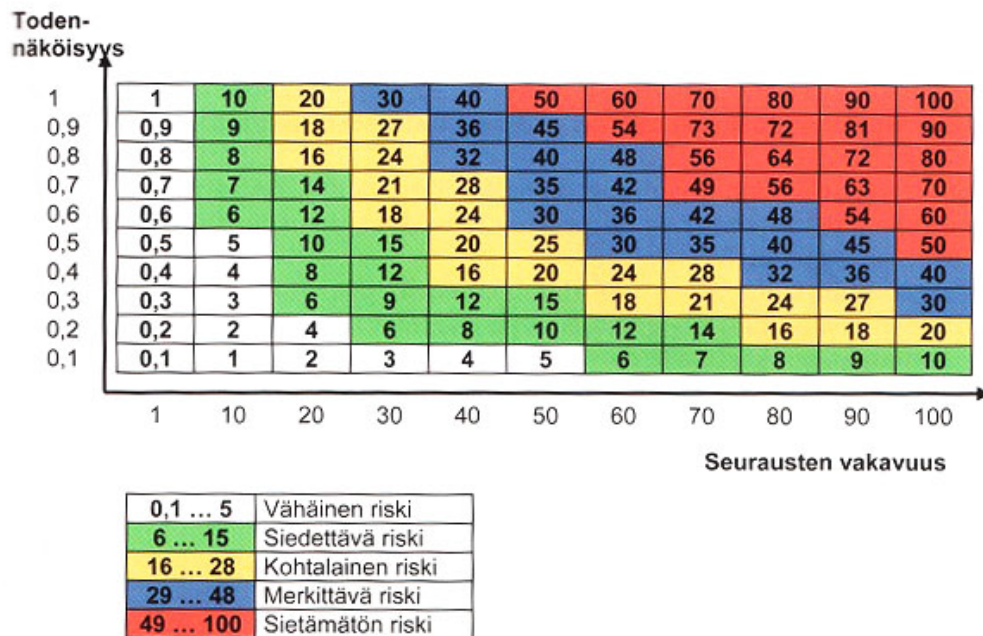 Toden-
näköisyys
1 1 10 20 30 40 50 60 70 80 90 100
0,9 0,9 9 18 27 36 45 54 73 72 81 90
0,8 0,8 8 16 24 32 40 48 56 64 72 80
0,7 0,7 7 14 21 28 35 42 49 56 63 70
0,6 0,6 6 12 18 24 30 36 42 48 54 60
0,5 0,5 5 10 15 20 25 30 35 40 45 50
0,4 0,4 4 8 12 16 20 24 28 32 36 40
0,3 0,3 3 6 9 12 15 18 21 24 27 30
0,2 0,2 2 4 6 8 10 12 14 16 18 20
0,1 0,1 1 2 3 4 5 6 7 8 9 10
1 10 20 30 40 50 60 70 80 90 100
Seurausten vakavuus
0,1 ... 5 Vähäinen riski
6 ... 15 Siedettävä riski
16 ... 28 Kohtalainen riski
29 ... 48 Merkittävä riski
49 ... 100 Sietämätön riski